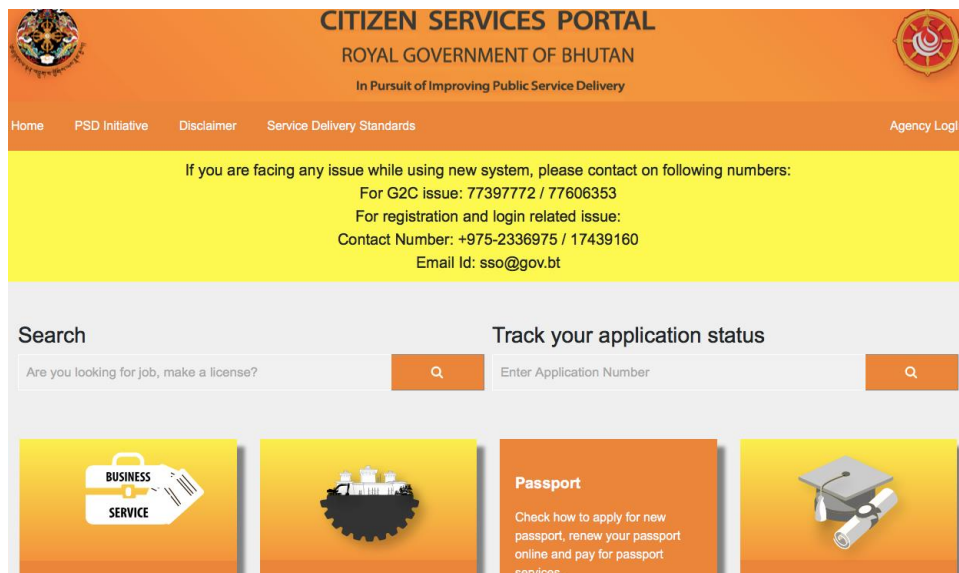 CITIZEN SERVICES PORTAL
ROYAL GOVERNMENT OF BHUTAN
In Pursuit of Improving Public Service Delivery
Home PSD Initiative Disclaimer Service Delivery Standards Agency LogI
If you are facing any issue while using new system, please contact on following numbers:
For G2C issue: 77397772 / 77606353
For registration and login related issue:
Contact Number: +975-2336975 / 17439160
Email Id: sso@gov.bt
Search
Are you looking for job, make a license?
Track your application status
Enter Application Number
BUSINESS
SERVICE
Passport
Check how to apply for new
passport, renew your passport
online and pay for passport
services